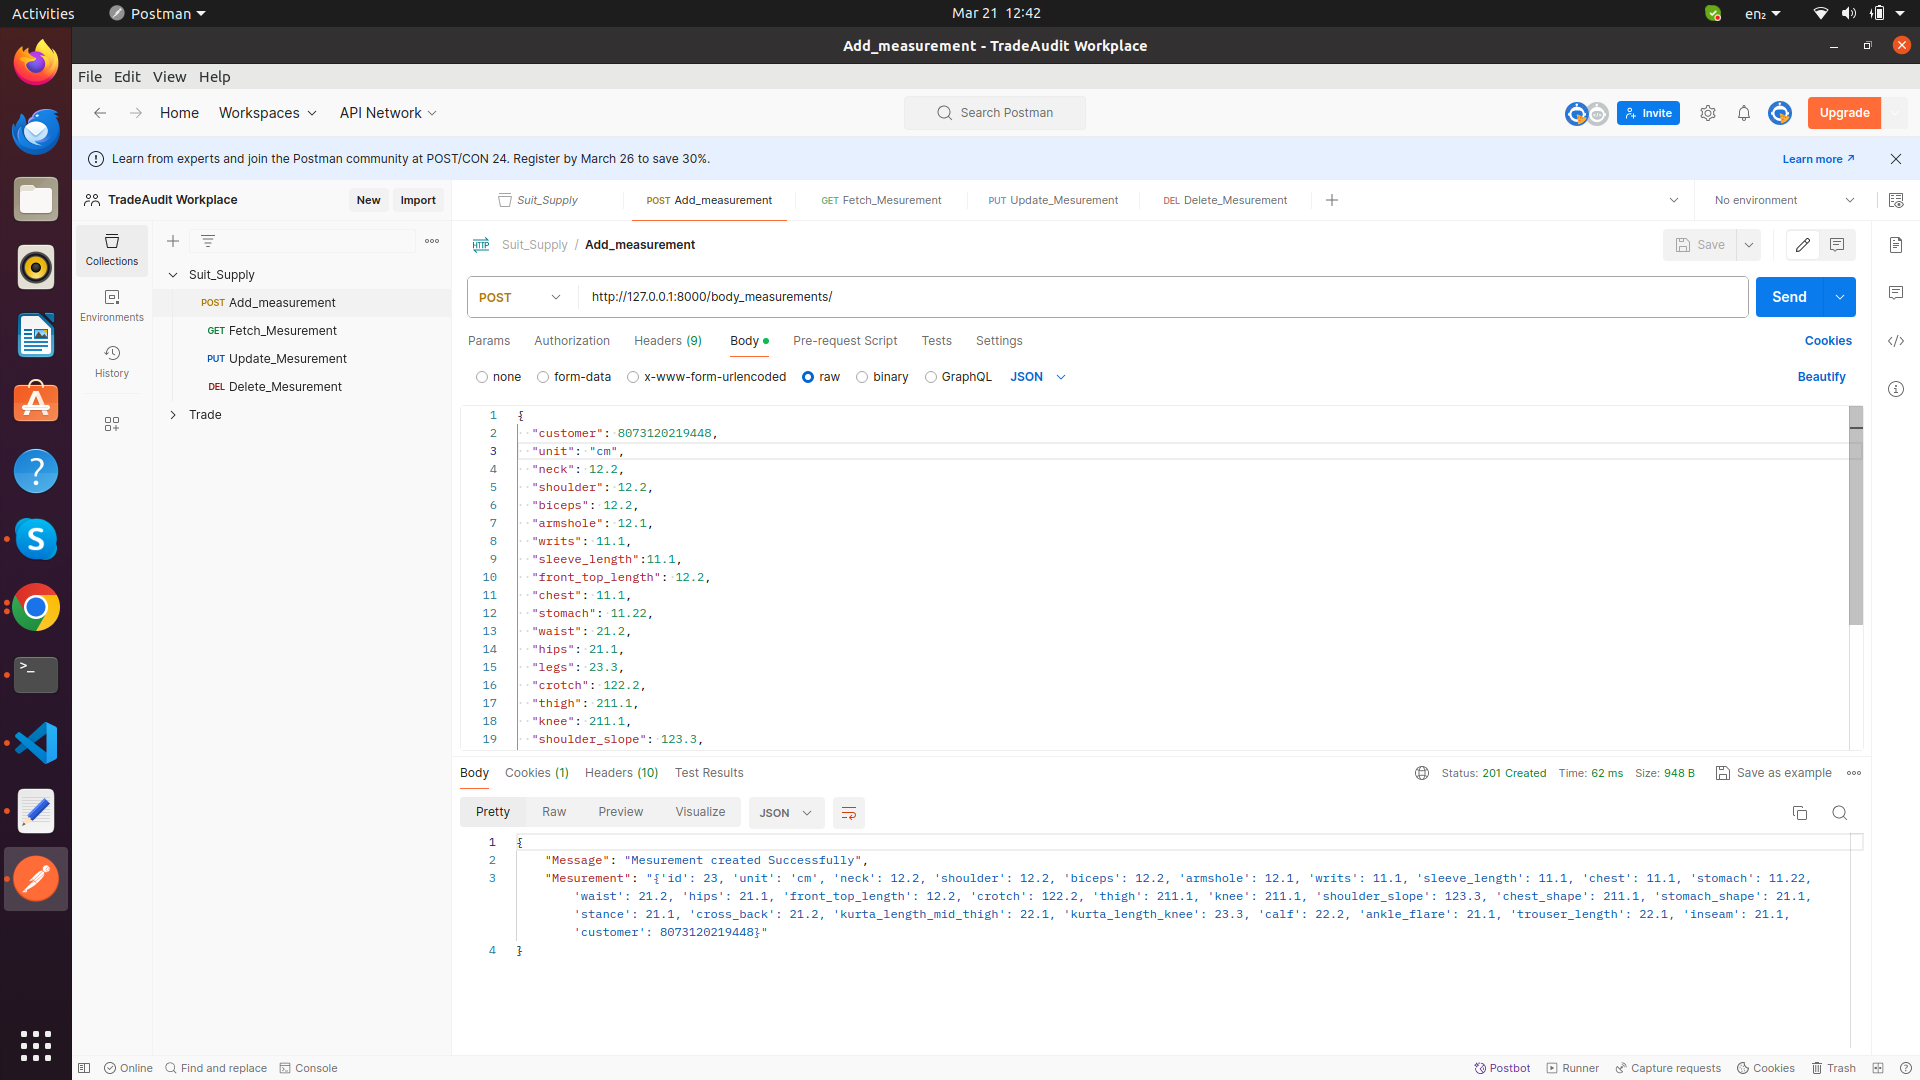 Activities
Postman
Mar 21 12:42
en₂
Add_measurement - TradeAudit Workplace
File Edit View Help
Home Workspaces API Network
Search Postman
Invite
Upgrade
Learn from experts and join the Postman community at POST/CON 24. Register by March 26 to save 30%.
Learn more
TradeAudit Workplace
New
Import
Suit_Supply
POST Add_measurement
GET Fetch_Mesurement
PUT Update_Mesurement
DEL Delete_Mesurement
No environment
Collections
Environments
History
Suit_Supply
POST Add_measurement
GET Fetch_Mesurement
PUT Update_Mesurement
DEL Delete_Mesurement
Trade
HTTP
Suit_Supply / Add_measurement
Save
POST
http://127.0.0.1:8000/body_measurements/
Send
Params Authorization Headers (9) Body Pre-request Script Tests Settings
Cookies
none form-data x-www-form-urlencoded raw binary GraphQL JSON
Beautify
1 {
2 "customer": 8073120219448,
3 "unit": "cm",
4 "neck": 12.2,
5 "shoulder": 12.2,
6 "biceps": 12.2,
7 "armshole": 12.1,
8 "writs": 11.1,
9 "sleeve_length":11.1,
10 "front_top_length": 12.2,
11 "chest": 11.1,
12 "stomach": 11.22,
13 "waist": 21.2,
14 "hips": 21.1,
15 "legs": 23.3,
16 "crotch": 122.2,
17 "thigh": 211.1,
18 "knee": 211.1,
19 "shoulder_slope": 123.3,
Body Cookies (1) Headers (10) Test Results
Status: 201 Created Time: 62 ms Size: 948 B
Save as example
Pretty Raw Preview Visualize JSON
1 {
2 "Message": "Mesurement created Successfully",
3 "Mesurement": "{'id': 23, 'unit': 'cm', 'neck': 12.2, 'shoulder': 12.2, 'biceps': 12.2, 'armshole': 12.1, 'writs': 11.1, 'sleeve_length': 11.1, 'chest': 11.1, 'stomach': 11.22,
'waist': 21.2, 'hips': 21.1, 'front_top_length': 12.2, 'crotch': 122.2, 'thigh': 211.1, 'knee': 211.1, 'shoulder_slope': 123.3, 'chest_shape': 211.1, 'stomach_shape': 21.1,
'stance': 21.1, 'cross_back': 21.2, 'kurta_length_mid_thigh': 22.1, 'kurta_length_knee': 23.3, 'calf': 22.2, 'ankle_flare': 21.1, 'trouser_length': 22.1, 'inseam': 21.1,
'customer': 8073120219448}"
4 }
Online
Find and replace
Console
Postbot
Runner
Capture requests
Cookies
Trash